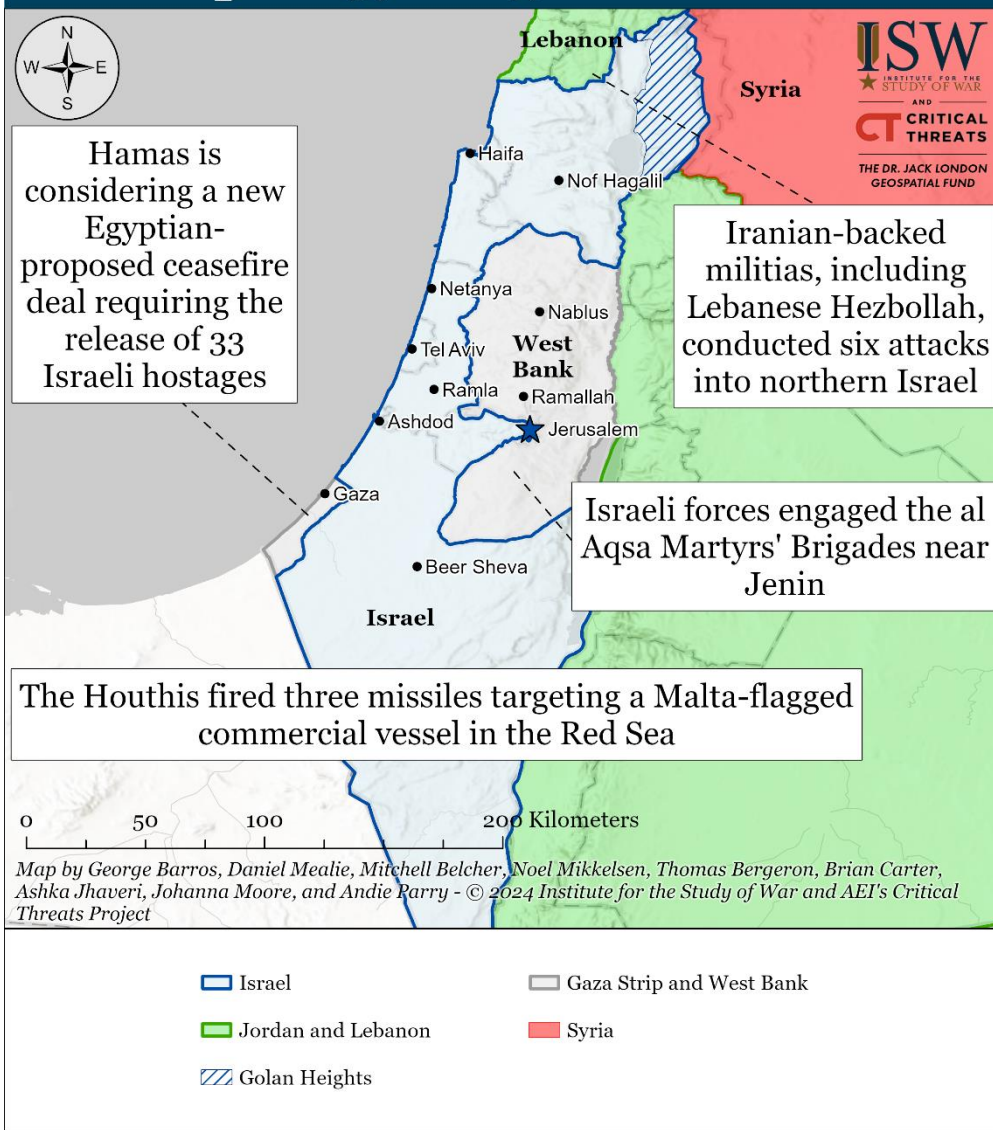 N
W E
S
Lebanon
Syria
ISW
INSTITUTE FOR THE
STUDY OF WAR
AND
CT CRITICAL
THREATS
THE DR. JACK LONDON
GEOSPATIAL FUND
Hamas is
considering a new
Egyptian-
proposed ceasefire
deal requiring the
release of 33
Israeli hostages
Haifa
Nof Hagalil
Iranian-backed
militias, including
Lebanese Hezbollah,
conducted six attacks
into northern Israel
Netanya
Nablus
Tel Aviv
West
Bank
Ramla
Ramallah
Ashdod
Jerusalem
Gaza
Israeli forces engaged the al
Aqsa Martyrs' Brigades near
Jenin
Beer Sheva
Israel
The Houthis fired three missiles targeting a Malta-flagged
commercial vessel in the Red Sea
0 50 100 200 Kilometers
Map by George Barros, Daniel Mealie, Mitchell Belcher, Noel Mikkelsen, Thomas Bergeron, Brian Carter,
Ashka Jhaveri, Johanna Moore, and Andie Parry - © 2024 Institute for the Study of War and AEI's Critical
Threats Project
Israel
Gaza Strip and West Bank
Jordan and Lebanon
Syria
Golan Heights